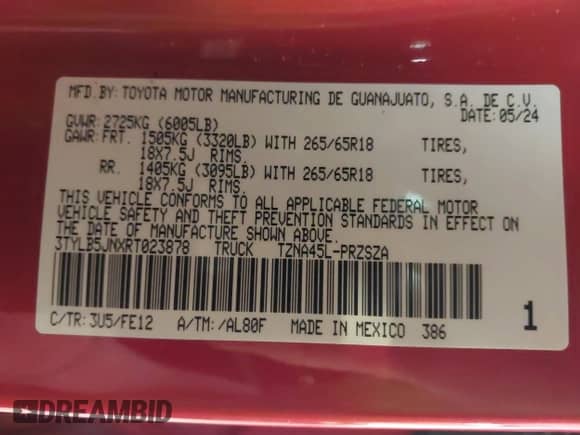 MFD.BY: TOYOTA MOTOR MANUFACTURING DE GUANAJUATO, S.A. DE C.V.
GVWR: 2725KG (6005LB) DATE: 05/24
GAWR: FRT. 1505KG (3320LB) WITH 265/65R18 TIRES,
18X7.5J RIMS.
RR. 1405KG (3095LB) WITH 265/65R18 TIRES,
18X7.5J RIMS.
THIS VEHICLE CONFORMS TO ALL APPLICABLE FEDERAL MOTOR
VEHICLE SAFETY AND THEFT PREVENTION STANDARDS IN EFFECT ON
THE DATE OF MANUFACTURE SHOWN ABOVE.
3TYLB5JNXRT023878 TRUCK TZNA45L-PRZSZA
C/TR: 3U5/FE12 A/TM: /AL80F MADE IN MEXICO 386 1
DREAMBID